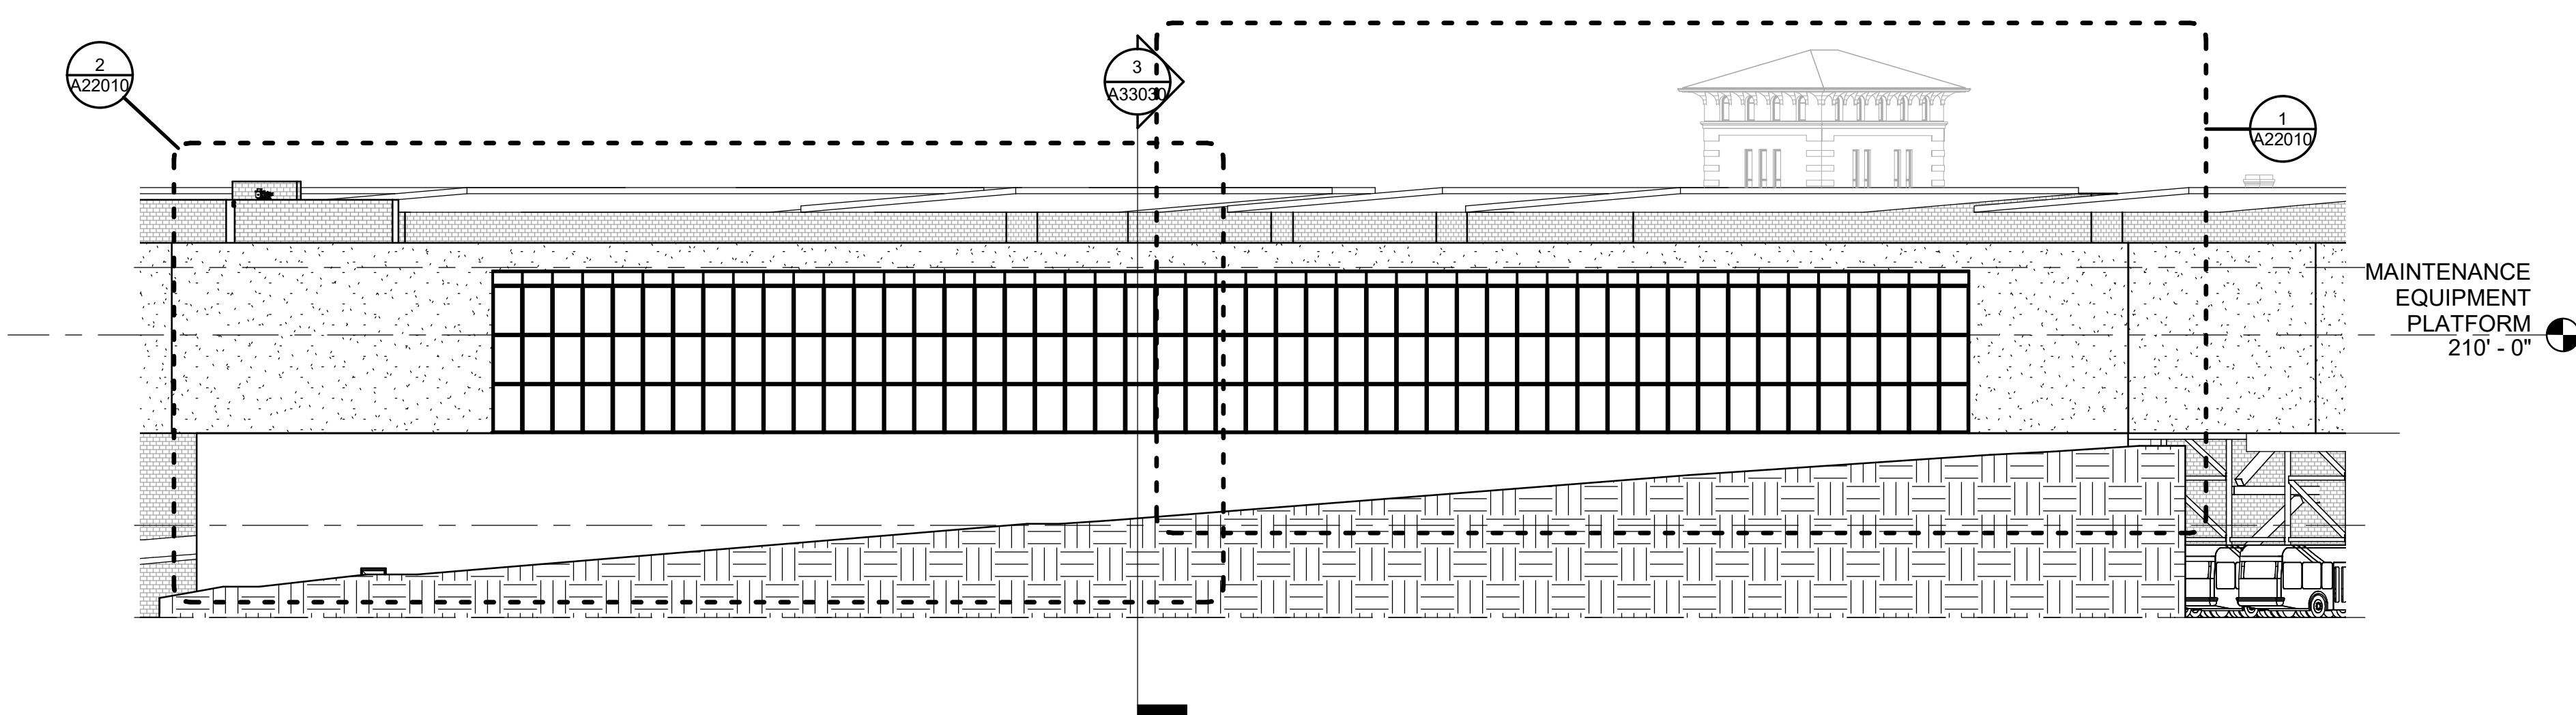 2
A22010
3
A33030
1
A22010
MAINTENANCE
EQUIPMENT
PLATFORM
210' - 0"